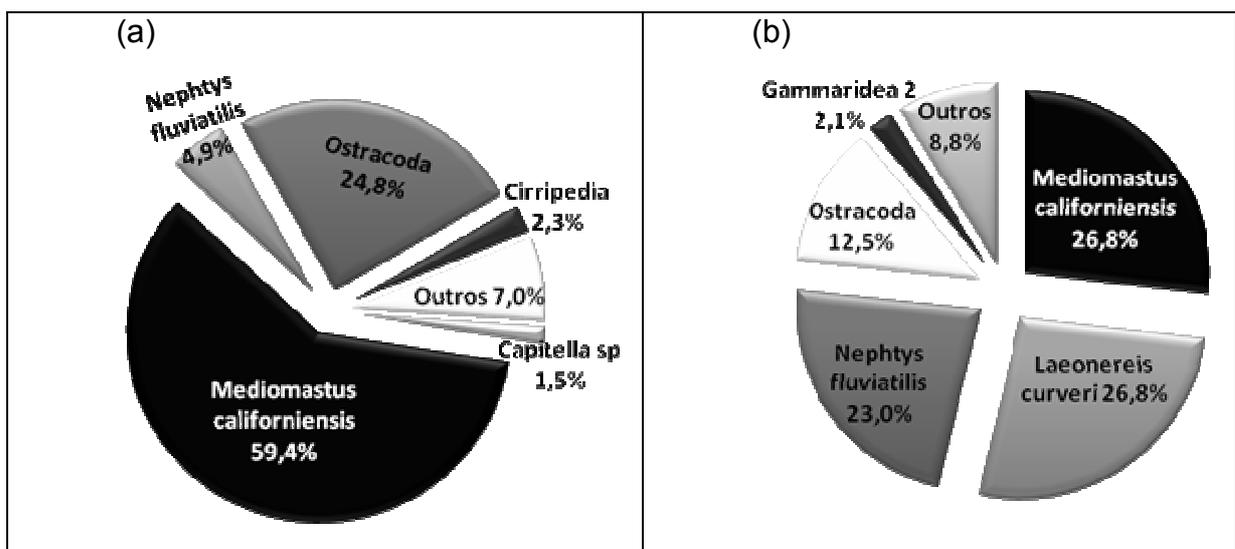 (a)
Nephtys
fluviatilis
4,9%
Ostracoda
24,8%
Cirripedia
2,3%
Outros 7,0%
Capitella sp
1,5%
Mediomastus
californiensis
59,4%
(b)
Gammaridea 2
2,1%
Outros
8,8%
Mediomastus
californiensis
26,8%
Ostracoda
12,5%
Nephtys
fluviatilis
23,0%
Laeonereis
curveri 26,8%